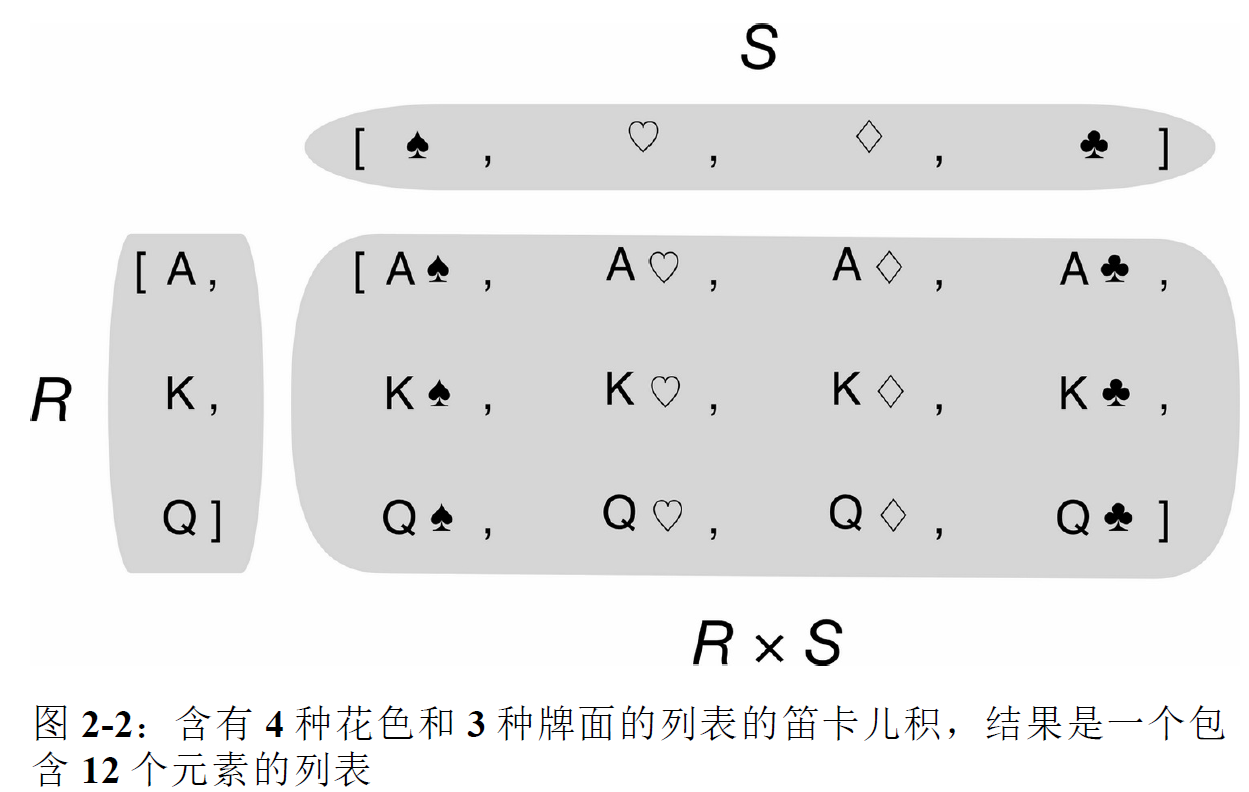 S
[ ♠ , ♡ , ♢ , ♣ ]
[ A , [ A ♠ , A ♡ , A ♢ , A ♣ ,
R K , K ♠ , K ♡ , K ♢ , K ♣ ,
Q ] Q ♠ , Q ♡ , Q ♢ , Q ♣ ]
R × S
图 2-2：含有 4 种花色和 3 种牌面的列表的笛卡儿积，结果是一个包
含 12 个元素的列表